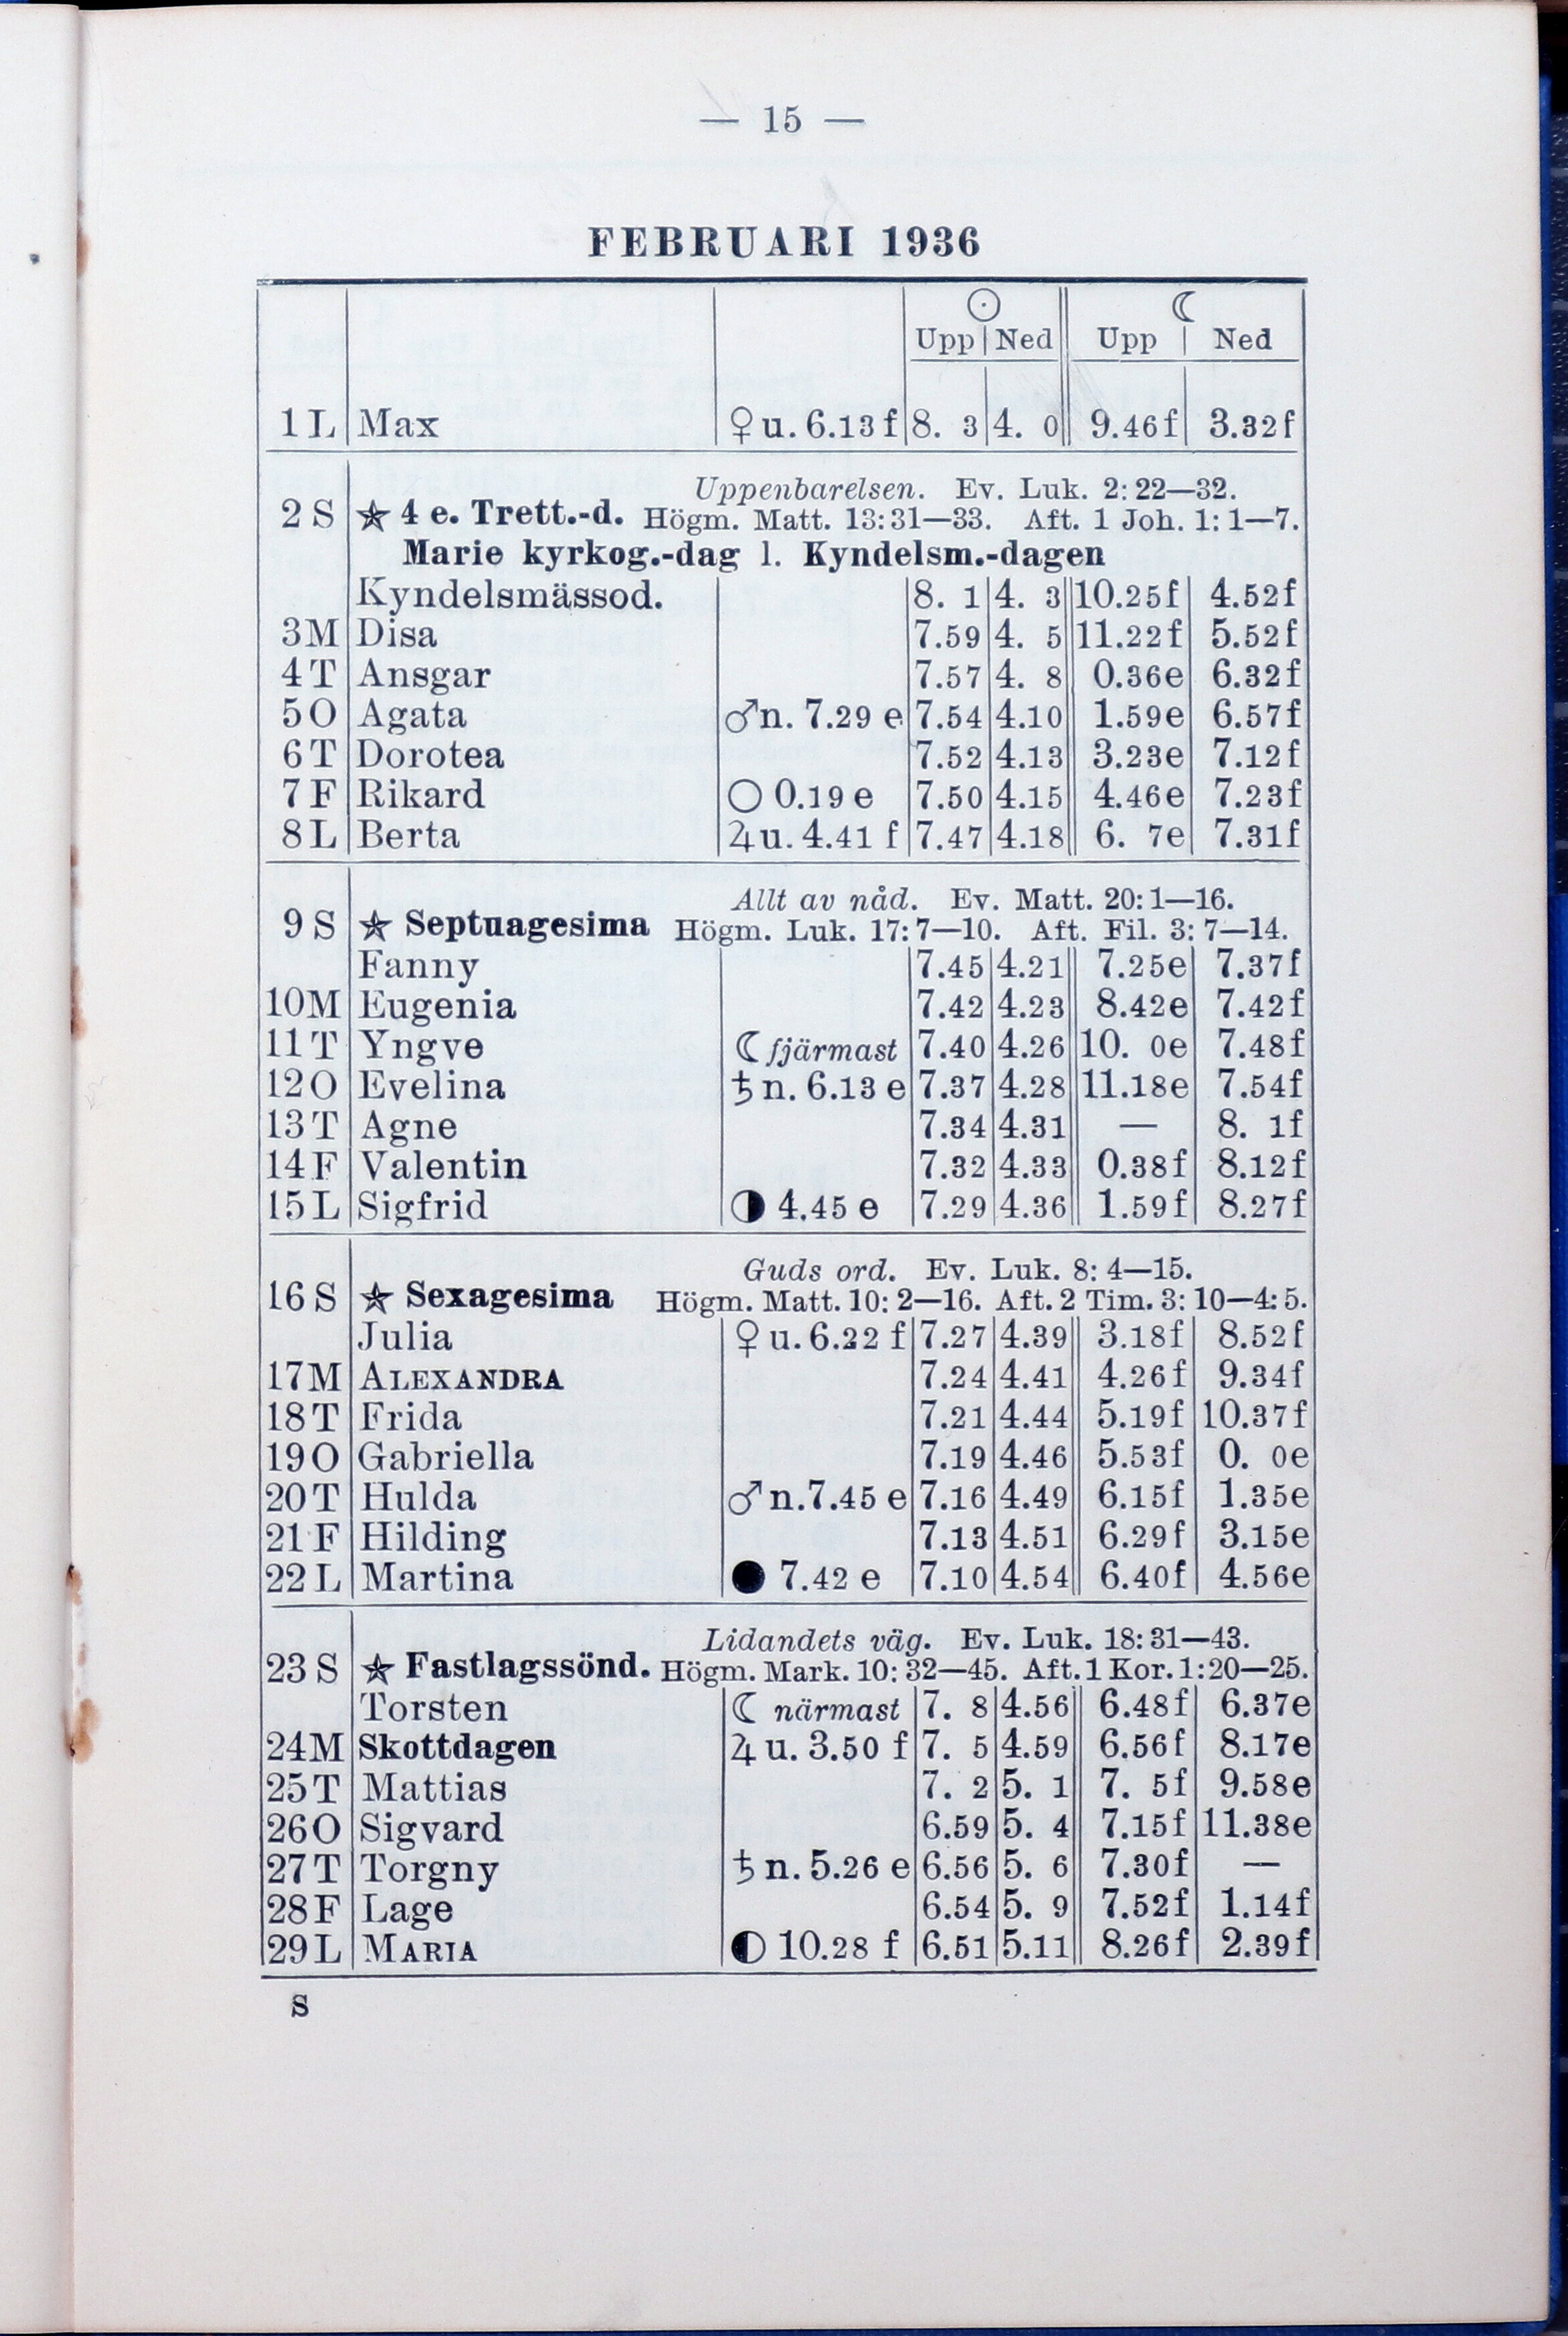 — 15 —
FEBRUARI 1936
☉ ☾
Upp Ned Upp Ned
1 L Max ♀ u. 6.13 f 8. 3 4. 0 9.46 f 3.32 f
Uppenbarelsen. Ev. Luk. 2: 22—32.
2 S ★ 4 e. Trett.-d. Högm. Matt. 13: 31—33. Aft. 1 Joh. 1: 1—7.
Marie kyrkog.-dag l. Kyndelsm.-dagen
Kyndelsmässod. 8. 1 4. 3 10.25 f 4.52 f
3 M Disa 7.59 4. 5 11.22 f 5.52 f
4 T Ansgar 7.57 4. 8 0.36 e 6.32 f
5 O Agata ♂ n. 7.29 e 7.54 4.10 1.59 e 6.57 f
6 T Dorotea 7.52 4.13 3.23 e 7.12 f
7 F Rikard ○ 0.19 e 7.50 4.15 4.46 e 7.23 f
8 L Berta ♃ u. 4.41 f 7.47 4.18 6. 7 e 7.31 f
Allt av nåd. Ev. Matt. 20: 1—16.
9 S ★ Septuagesima Högm. Luk. 17: 7—10. Aft. Fil. 3: 7—14.
Fanny 7.45 4.21 7.25 e 7.37 f
10 M Eugenia 7.42 4.23 8.42 e 7.42 f
11 T Yngve ☾ fjärmast 7.40 4.26 10. 0 e 7.48 f
12 O Evelina ♄ n. 6.13 e 7.37 4.28 11.18 e 7.54 f
13 T Agne 7.34 4.31 — 8. 1 f
14 F Valentin 7.32 4.33 0.38 f 8.12 f
15 L Sigfrid ◑ 4.45 e 7.29 4.36 1.59 f 8.27 f
Guds ord. Ev. Luk. 8: 4—15.
16 S ★ Sexagesima Högm. Matt. 10: 2—16. Aft. 2 Tim. 3: 10—4: 5.
Julia ♀ u. 6.22 f 7.27 4.39 3.18 f 8.52 f
17 M ALEXANDRA 7.24 4.41 4.26 f 9.34 f
18 T Frida 7.21 4.44 5.19 f 10.37 f
19 O Gabriella 7.19 4.46 5.53 f 0. 0 e
20 T Hulda ♂ n. 7.45 e 7.16 4.49 6.15 f 1.35 e
21 F Hilding 7.13 4.51 6.29 f 3.15 e
22 L Martina ● 7.42 e 7.10 4.54 6.40 f 4.56 e
Lidandets väg. Ev. Luk. 18: 31—43.
23 S ★ Fastlagssönd. Högm. Mark. 10: 32—45. Aft. 1 Kor. 1: 20—25.
Torsten ☾ närmast 7. 8 4.56 6.48 f 6.37 e
24 M Skottdagen ♃ u. 3.50 f 7. 5 4.59 6.56 f 8.17 e
25 T Mattias 7. 2 5. 1 7. 5 f 9.58 e
26 O Sigvard 6.59 5. 4 7.15 f 11.38 e
27 T Torgny ♄ n. 5.26 e 6.56 5. 6 7.30 f —
28 F Lage 6.54 5. 9 7.52 f 1.14 f
29 L MARIA ◐ 10.28 f 6.51 5.11 8.26 f 2.39 f
S